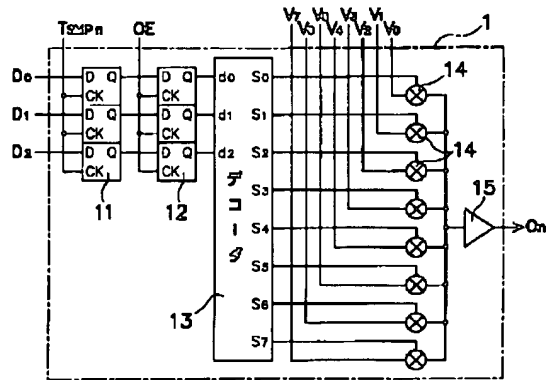 TSMPn OE V7 V6 V5 V4 V3 V2 V1 V0 1
D0 D Q D Q d0 S0 14
CK CK
D1 D Q D Q d1 S1
CK CK
D2 D Q D Q d2 S2 14
CK CK
11 12 デコーダ S3 15
S4 On
S5
13 S6
S7